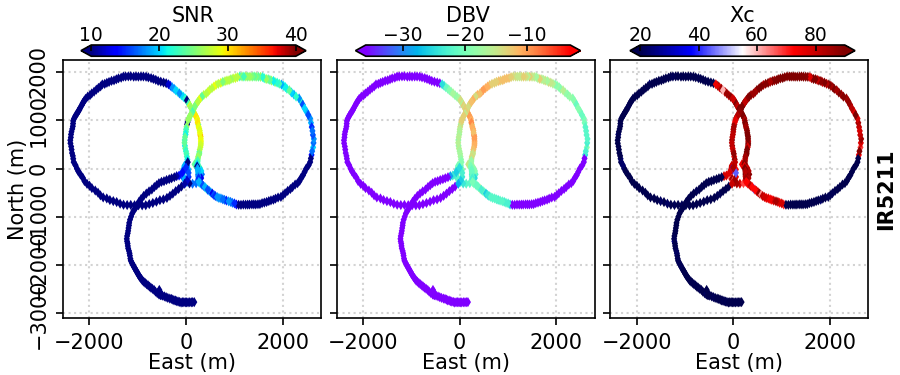 SNR
10 20 30 40
DBV
−30 −20 −10
Xc
20 40 60 80
North (m)
2000
1000
0
−1000
−2000
−3000
−2000 0 2000
East (m)
−2000 0 2000
East (m)
−2000 0 2000
East (m)
IR5211